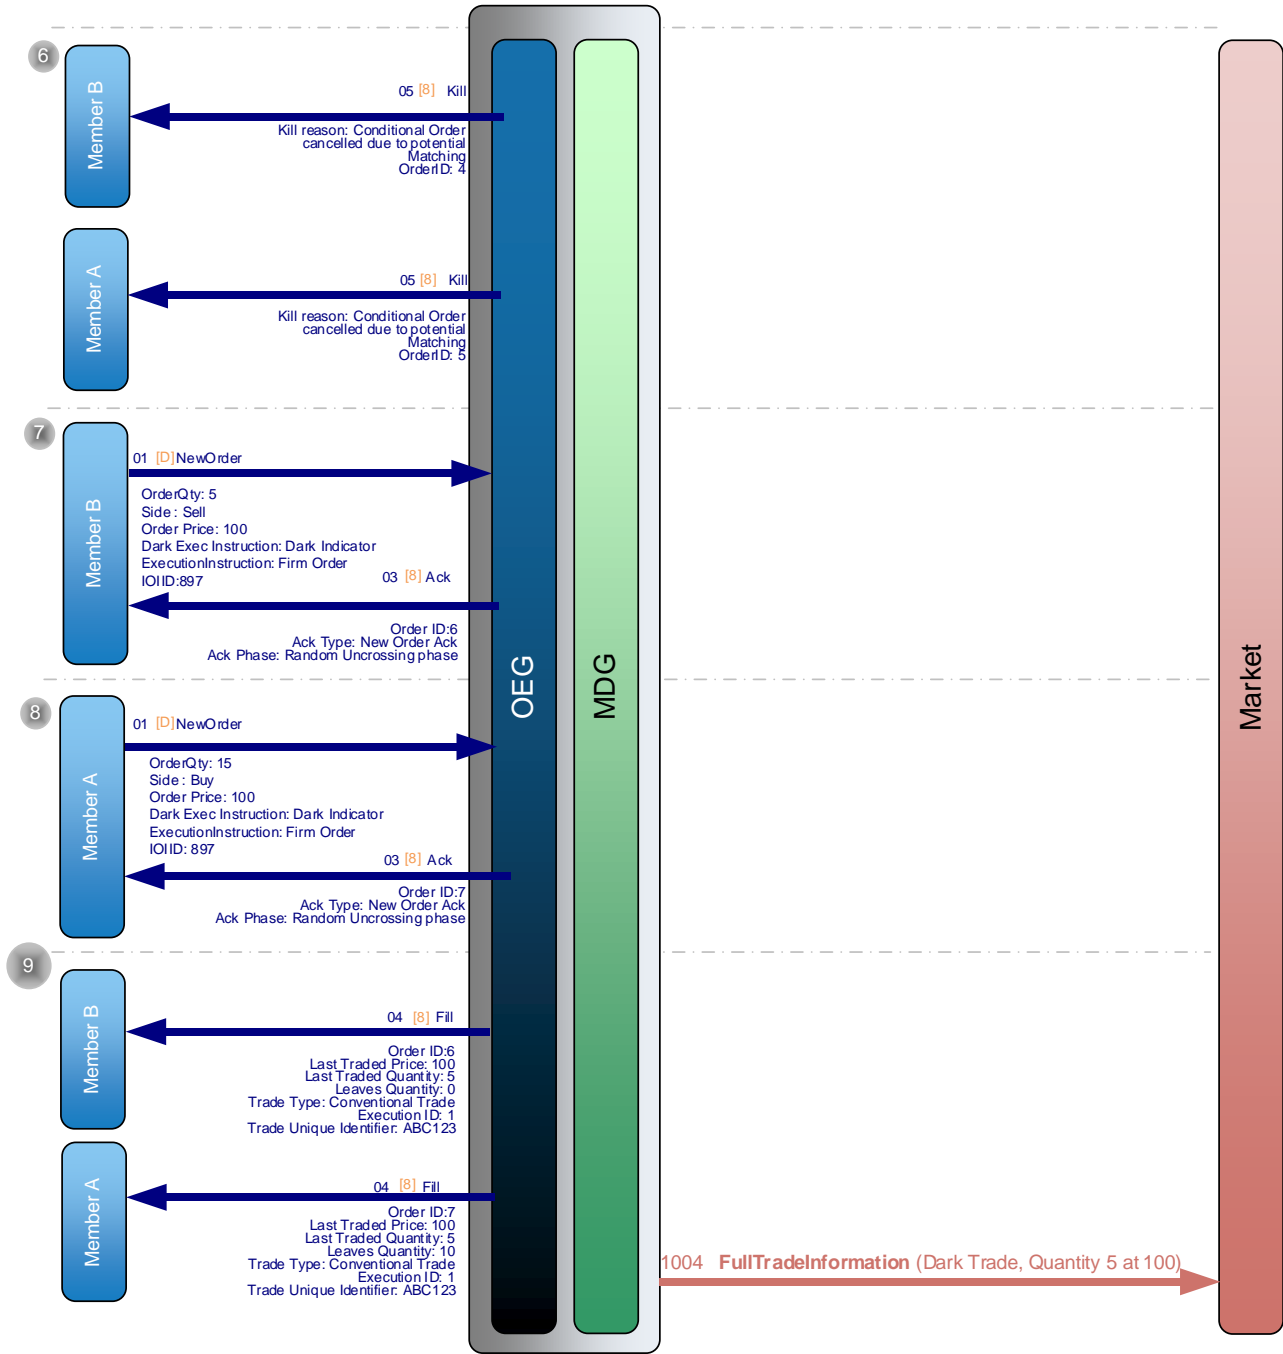 6
Member B
05 [8] Kill
Kill reason: Conditional Order
cancelled due to potential
Matching
OrderID: 4
Member A
05 [8] Kill
Kill reason: Conditional Order
cancelled due to potential
Matching
OrderID: 5
7
Member B
01 [D] NewOrder
OrderQty: 5
Side : Sell
Order Price: 100
Dark Exec Instruction: Dark Indicator
ExecutionInstruction: Firm Order
IOIID:897
03 [8] Ack
Order ID:6
Ack Type: New Order Ack
Ack Phase: Random Uncrossing phase
OEG
MDG
Market
8
Member A
01 [D] NewOrder
OrderQty: 15
Side : Buy
Order Price: 100
Dark Exec Instruction: Dark Indicator
ExecutionInstruction: Firm Order
IOIID: 897
03 [8] Ack
Order ID:7
Ack Type: New Order Ack
Ack Phase: Random Uncrossing phase
9
Member B
04 [8] Fill
Order ID:6
Last Traded Price: 100
Last Traded Quantity: 5
Leaves Quantity: 0
Trade Type: Conventional Trade
Execution ID: 1
Trade Unique Identifier: ABC123
Member A
04 [8] Fill
Order ID:7
Last Traded Price: 100
Last Traded Quantity: 5
Leaves Quantity: 10
Trade Type: Conventional Trade
Execution ID: 1
Trade Unique Identifier: ABC123
1004 FullTradeInformation (Dark Trade, Quantity 5 at 100)